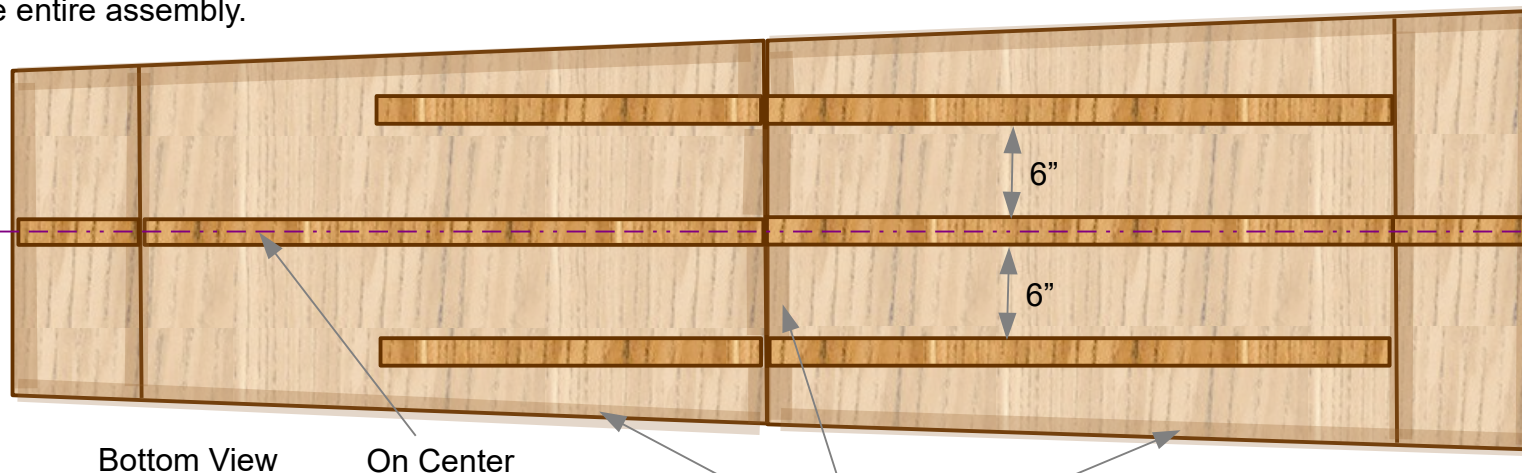 entire assembly.
6”
6”
Bottom View
On Center